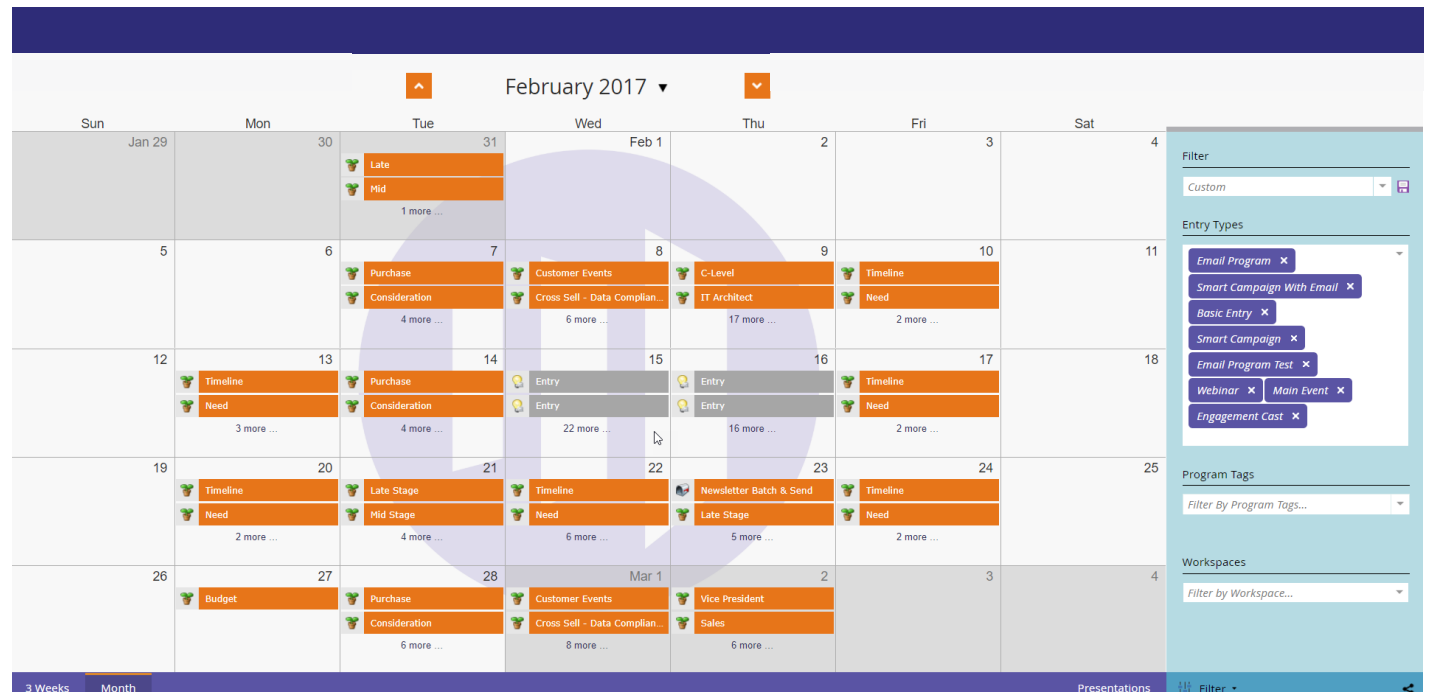 February 2017 ▼
Sun Mon Tue Wed Thu Fri Sat
Jan 29 30 31 Feb 1 2 3 4
Late
Mid
1 more ...
5 6 7 8 9 10 11
Purchase Customer Events C-Level Timeline
Consideration Cross Sell - Data Complian... IT Architect Need
4 more ... 6 more ... 17 more ... 2 more ...
12 13 14 15 16 17 18
Timeline Purchase Entry Entry Timeline
Need Consideration Entry Entry Need
3 more ... 4 more ... 22 more ... 16 more ... 2 more ...
19 20 21 22 23 24 25
Timeline Late Stage Timeline Newsletter Batch & Send Timeline
Need Mid Stage Need Late Stage Need
2 more ... 4 more ... 6 more ... 5 more ... 2 more ...
26 27 28 Mar 1 2 3 4
Budget Purchase Customer Events Vice President
Consideration Cross Sell - Data Complian... Sales
6 more ... 8 more ... 6 more ...
Filter
Custom
Entry Types
Email Program ×
Smart Campaign With Email ×
Basic Entry ×
Smart Campaign ×
Email Program Test ×
Webinar × Main Event ×
Engagement Cast ×
Program Tags
Filter By Program Tags...
Workspaces
Filter by Workspace...
3 Weeks Month Presentations Filter